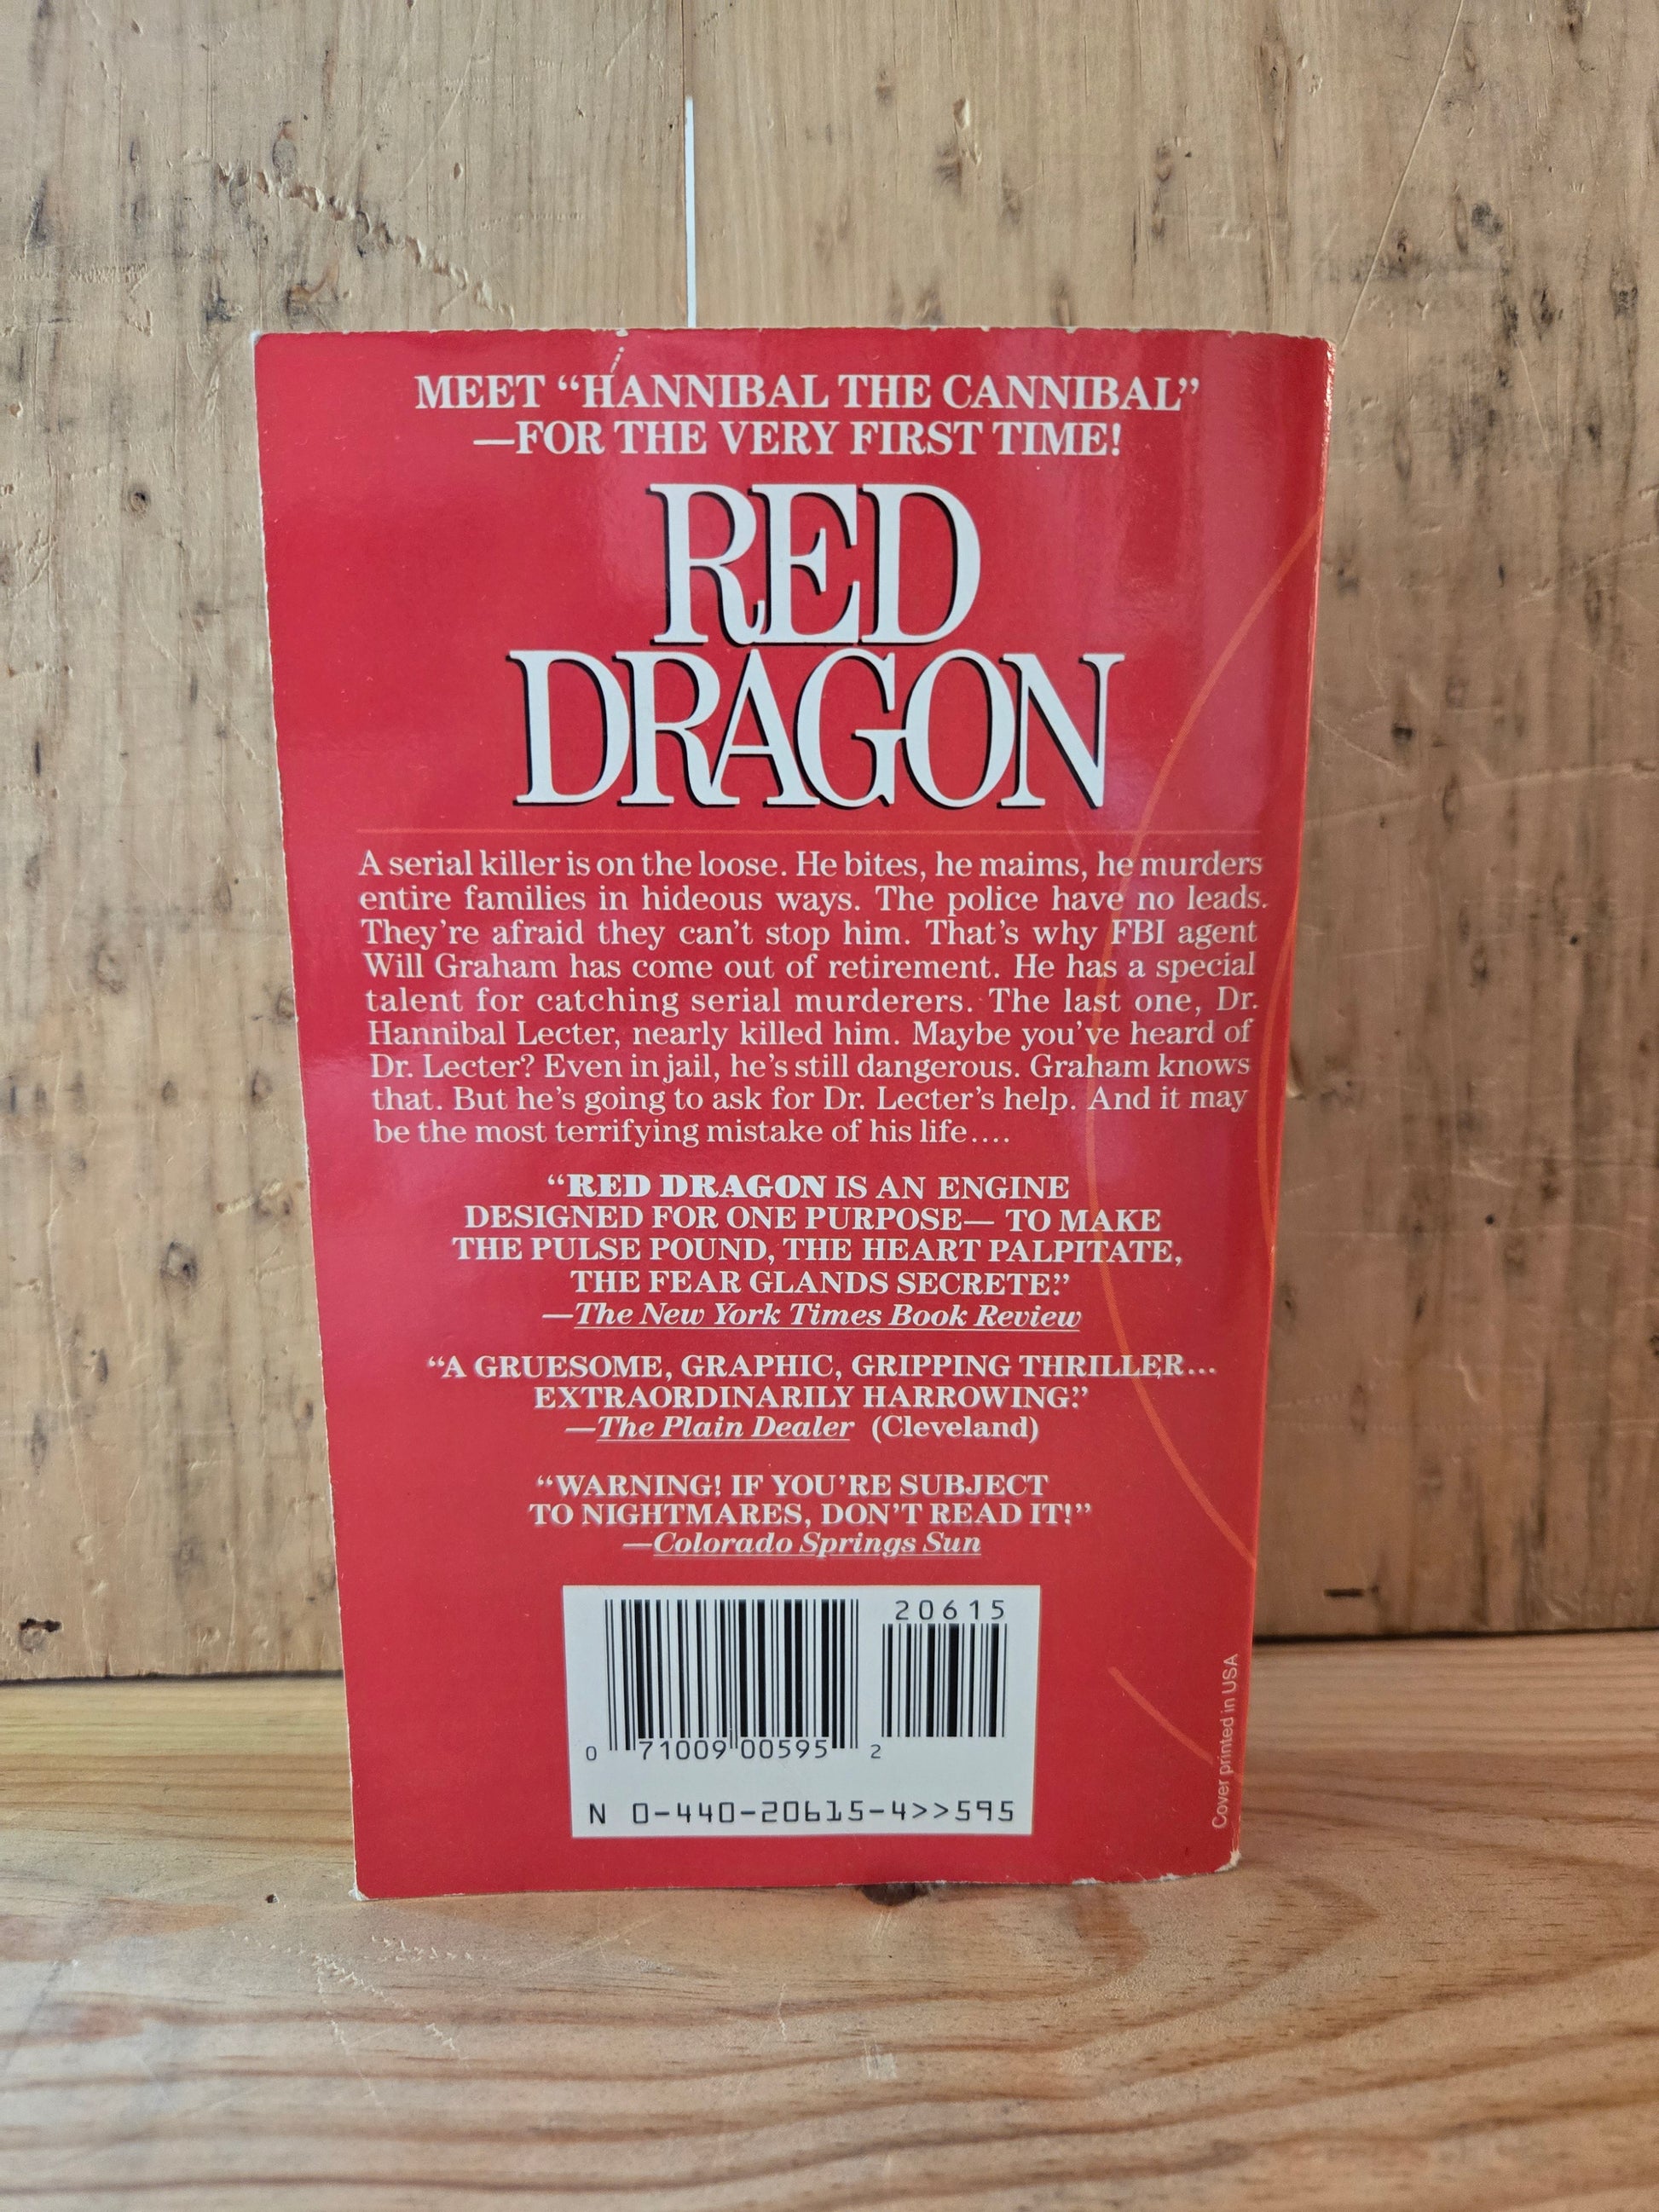 MEET “HANNIBAL THE CANNIBAL”
—FOR THE VERY FIRST TIME!
RED
DRAGON
A serial killer is on the loose. He bites, he maims, he murders
entire families in hideous ways. The police have no leads.
They’re afraid they can’t stop him. That’s why FBI agent
Will Graham has come out of retirement. He has a special
talent for catching serial murderers. The last one, Dr.
Hannibal Lecter, nearly killed him. Maybe you’ve heard of
Dr. Lecter? Even in jail, he’s still dangerous. Graham knows
that. But he’s going to ask for Dr. Lecter’s help. And it may
be the most terrifying mistake of his life....
“RED DRAGON IS AN ENGINE
DESIGNED FOR ONE PURPOSE— TO MAKE
THE PULSE POUND, THE HEART PALPITATE,
THE FEAR GLANDS SECRETE.”
—The New York Times Book Review
“A GRUESOME, GRAPHIC, GRIPPING THRILLER...
EXTRAORDINARILY HARROWING.”
—The Plain Dealer (Cleveland)
“WARNING! IF YOU’RE SUBJECT
TO NIGHTMARES, DON’T READ IT!”
—Colorado Springs Sun
20615
0 71009 00595 2
N 0-440-20615-4>>595
Cover printed in USA